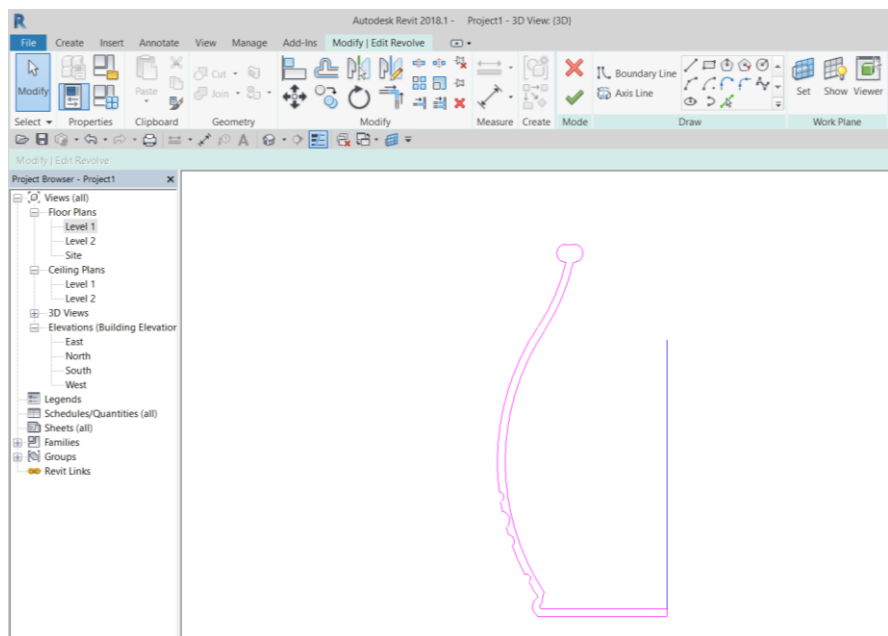 R
Autodesk Revit 2018.1 - Project1 - 3D View: {3D}
File Create Insert Annotate View Manage Add-Ins Modify | Edit Revolve
Modify
Paste
Cut
Join
Boundary Line
Axis Line
Set Show Viewer
Select Properties Clipboard Geometry Modify Measure Create Mode Draw Work Plane
A
Modify | Edit Revolve
Project Browser - Project1
Views (all)
Floor Plans
Level 1
Level 2
Site
Ceiling Plans
Level 1
Level 2
3D Views
Elevations (Building Elevation
East
North
South
West
Legends
Schedules/Quantities (all)
Sheets (all)
Families
Groups
Revit Links